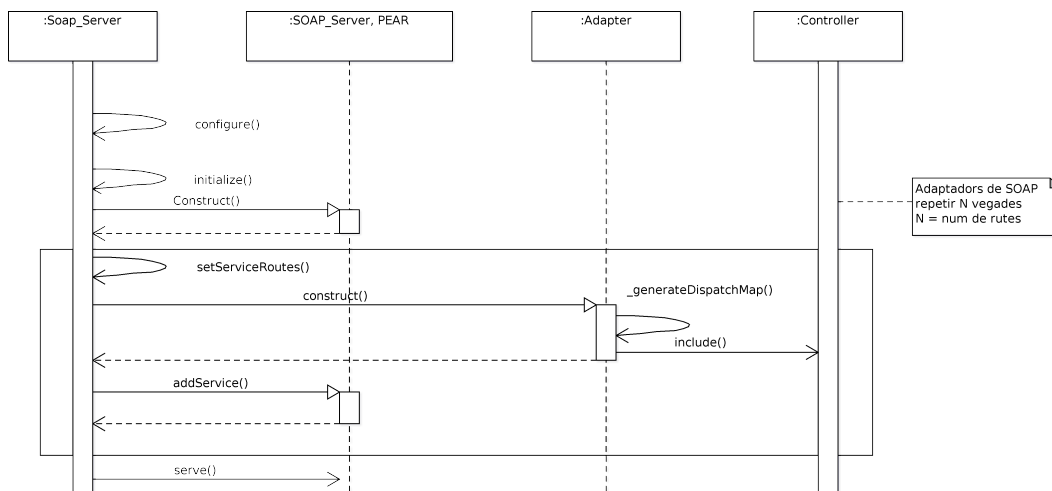 :Soap_Server
:SOAP_Server, PEAR
:Adapter
:Controller
configure()
initialize()
Construct()
Adaptadors de SOAP
repetir N vegades
N = num de rutes
setServiceRoutes()
construct()
_generateDispatchMap()
include()
addService()
serve()